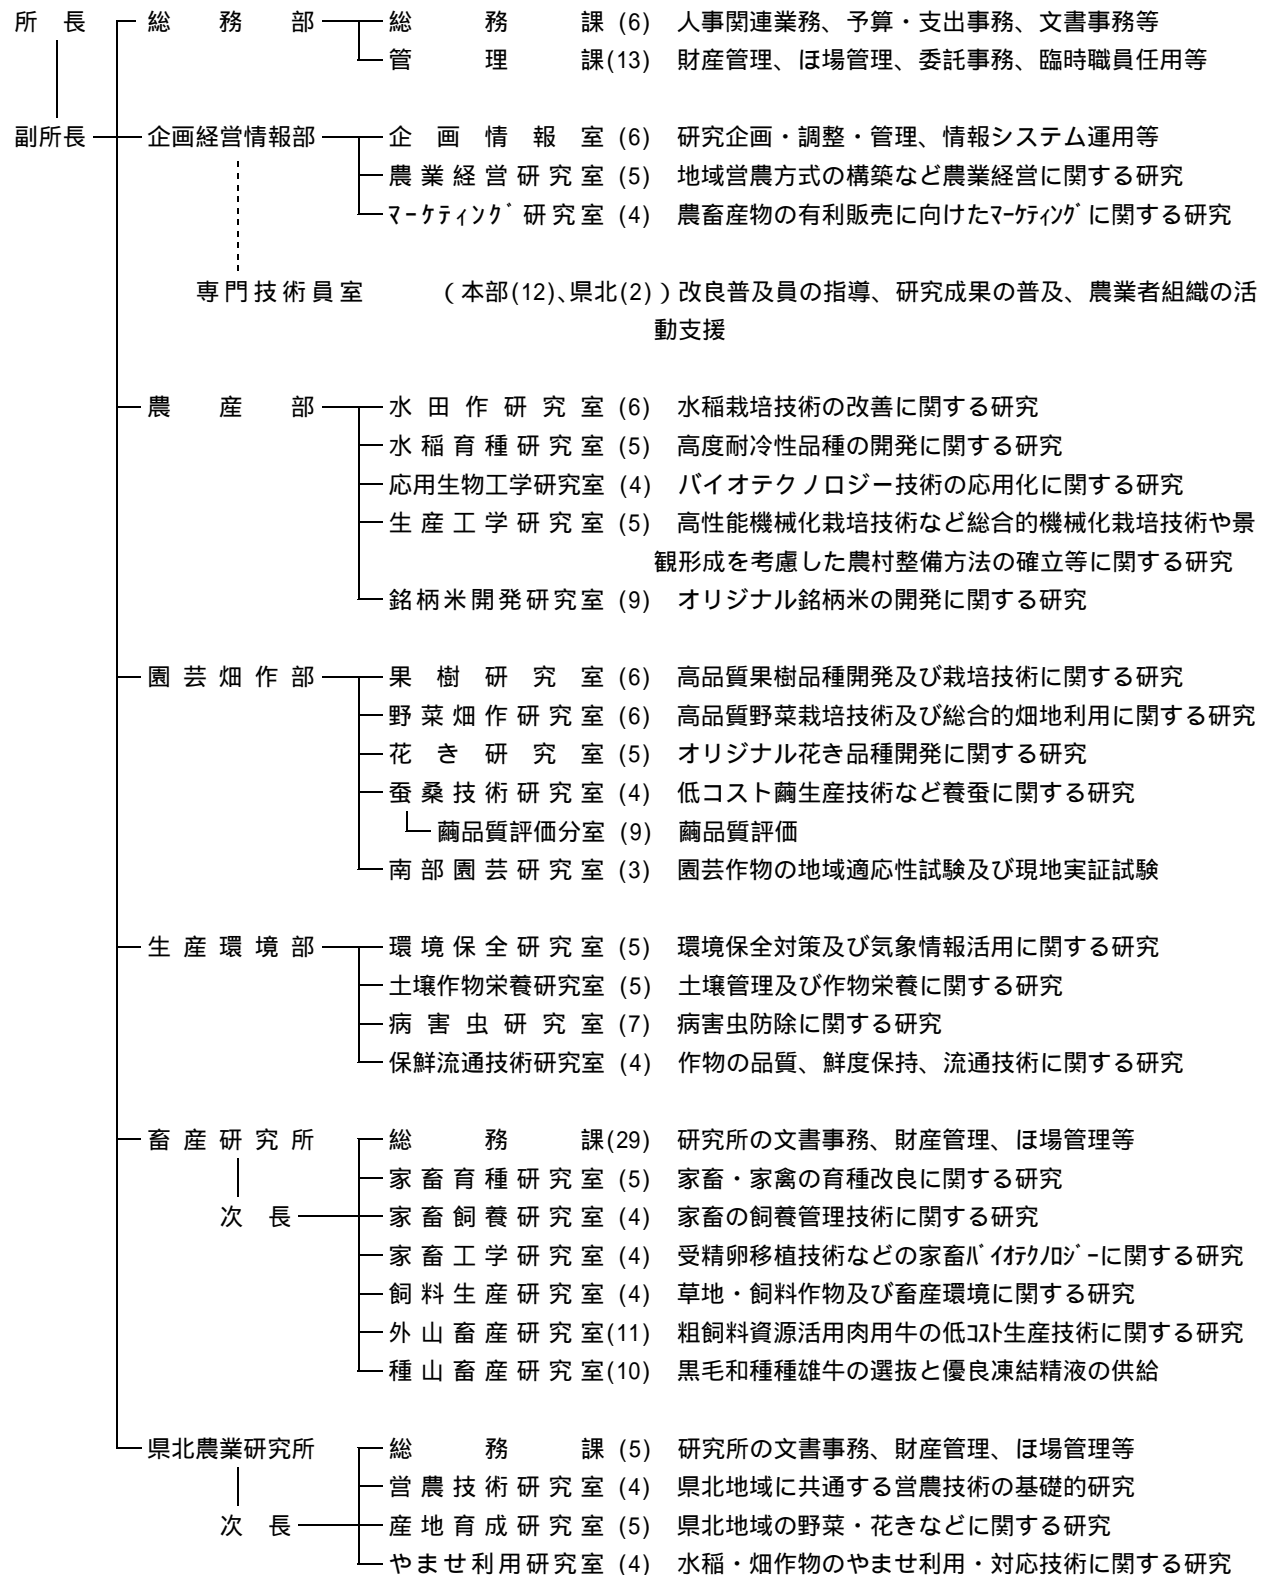 所長 総務部 総務課 (6) 人事関連業務、予算・支出事務、文書事務等
管理課(13) 財産管理、ほ場管理、委託事務、臨時職員任用等
副所長 企画経営情報部 企画情報室 (6) 研究企画・調整・管理、情報システム運用等
農業経営研究室 (5) 地域営農方式の構築など農業経営に関する研究
ﾏｰｹﾃｨﾝｸﾞ研究室 (4) 農畜産物の有利販売に向けたﾏｰｹﾃｨﾝｸﾞに関する研究
専門技術員室 (本部(12)、県北(2))改良普及員の指導、研究成果の普及、農業者組織の活
動支援
農産部 水田作研究室 (6) 水稲栽培技術の改善に関する研究
水稲育種研究室 (5) 高度耐冷性品種の開発に関する研究
応用生物工学研究室 (4) バイオテクノロジー技術の応用化に関する研究
生産工学研究室 (5) 高性能機械化栽培技術など総合的機械化栽培技術や景
観形成を考慮した農村整備方法の確立等に関する研究
銘柄米開発研究室 (9) オリジナル銘柄米の開発に関する研究
園芸畑作部 果樹研究室 (6) 高品質果樹品種開発及び栽培技術に関する研究
野菜畑作研究室 (6) 高品質野菜栽培技術及び総合的畑地利用に関する研究
花き研究室 (5) オリジナル花き品種開発に関する研究
蚕桑技術研究室 (4) 低コスト繭生産技術など養蚕に関する研究
繭品質評価分室 (9) 繭品質評価
南部園芸研究室 (3) 園芸作物の地域適応性試験及び現地実証試験
生産環境部 環境保全研究室 (5) 環境保全対策及び気象情報活用に関する研究
土壌作物栄養研究室 (5) 土壌管理及び作物栄養に関する研究
病害虫研究室 (7) 病害虫防除に関する研究
保鮮流通技術研究室 (4) 作物の品質、鮮度保持、流通技術に関する研究
畜産研究所 総務課(29) 研究所の文書事務、財産管理、ほ場管理等
家畜育種研究室 (5) 家畜・家禽の育種改良に関する研究
次長 家畜飼養研究室 (4) 家畜の飼養管理技術に関する研究
家畜工学研究室 (4) 受精卵移植技術などの家畜ﾊﾞｲｵﾃｸﾉﾛｼﾞｰに関する研究
飼料生産研究室 (4) 草地・飼料作物及び畜産環境に関する研究
外山畜産研究室(11) 粗飼料資源活用肉用牛の低ｺｽﾄ生産技術に関する研究
種山畜産研究室(10) 黒毛和種種雄牛の選抜と優良凍結精液の供給
県北農業研究所 総務課 (5) 研究所の文書事務、財産管理、ほ場管理等
営農技術研究室 (4) 県北地域に共通する営農技術の基礎的研究
次長 産地育成研究室 (5) 県北地域の野菜・花きなどに関する研究
やませ利用研究室 (4) 水稲・畑作物のやませ利用・対応技術に関する研究